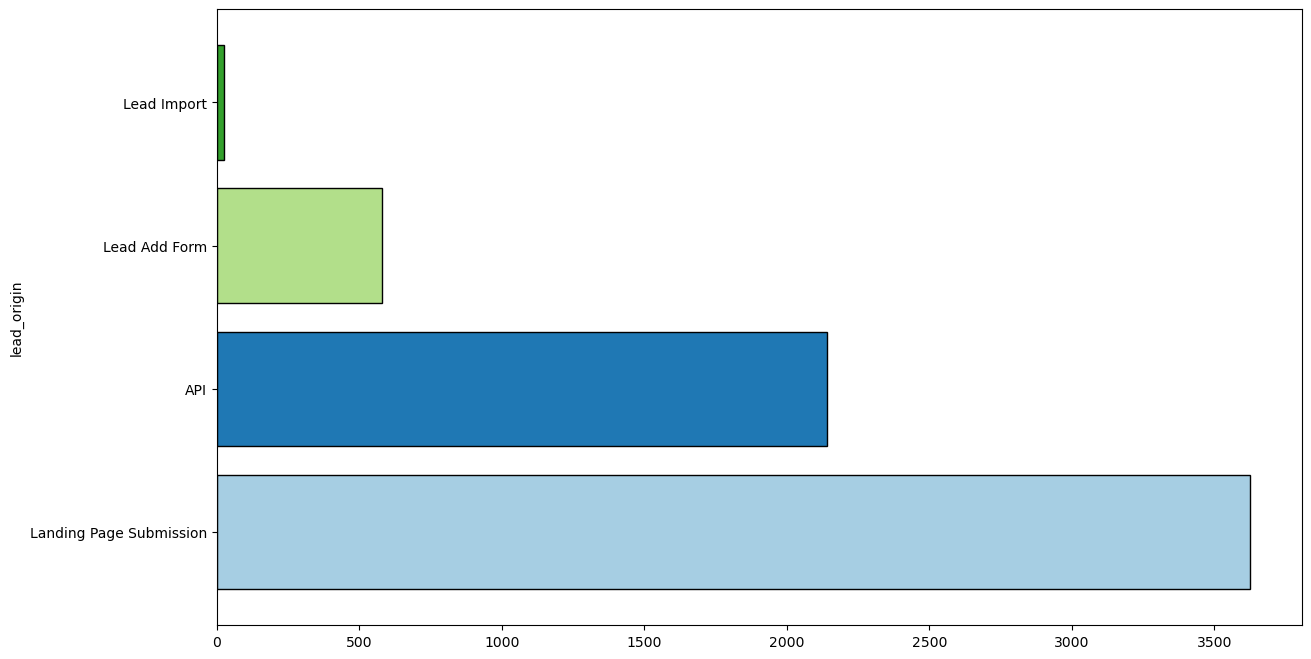 Lead Import
Lead Add Form
API
Landing Page Submission
lead_origin
0 500 1000 1500 2000 2500 3000 3500